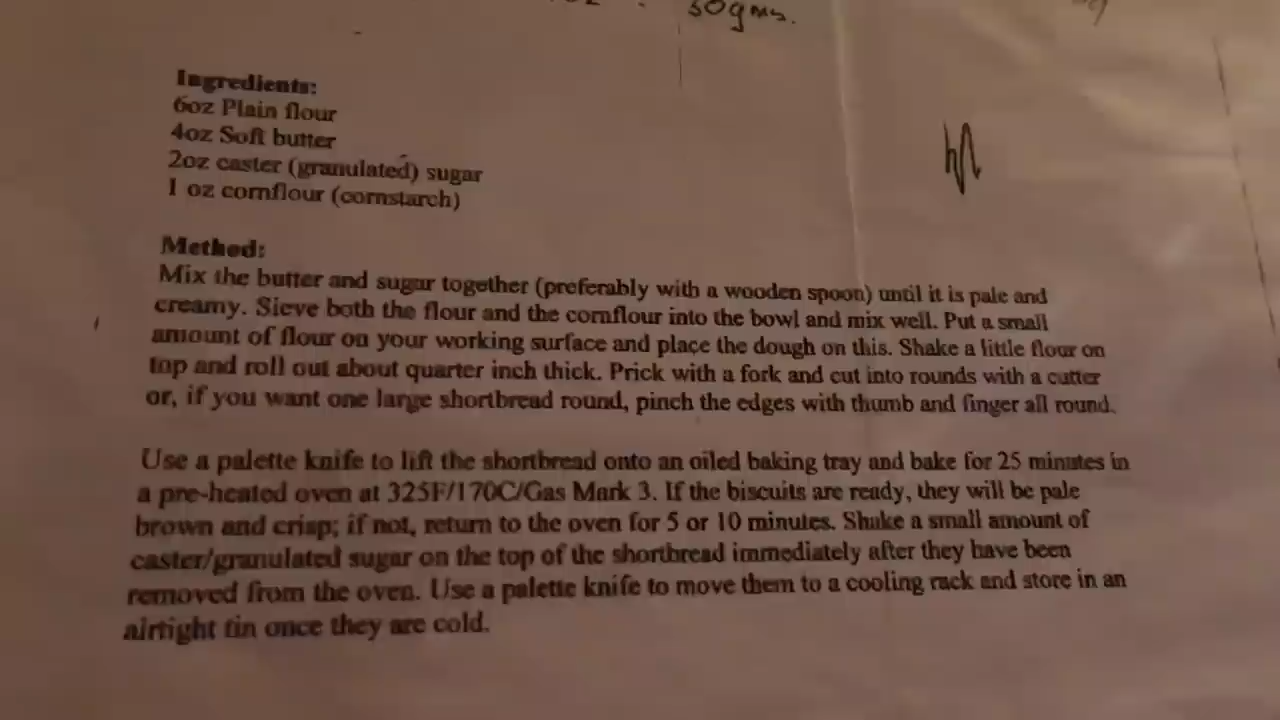 50gms.
Ingredients:
6oz Plain flour
4oz Soft butter
2oz caster (granulated) sugar
1 oz cornflour (cornstarch)
Method:
Mix the butter and sugar together (preferably with a wooden spoon) until it is pale and
creamy. Sieve both the flour and the cornflour into the bowl and mix well. Put a small
amount of flour on your working surface and place the dough on this. Shake a little flour on
top and roll out about quarter inch thick. Prick with a fork and cut into rounds with a cutter
or, if you want one large shortbread round, pinch the edges with thumb and finger all round.
Use a palette knife to lift the shortbread onto an oiled baking tray and bake for 25 minutes in
a pre-heated oven at 325F/170C/Gas Mark 3. If the biscuits are ready, they will be pale
brown and crisp; if not, return to the oven for 5 or 10 minutes. Shake a small amount of
caster/granulated sugar on the top of the shortbread immediately after they have been
removed from the oven. Use a palette knife to move them to a cooling rack and store in an
airtight tin once they are cold.